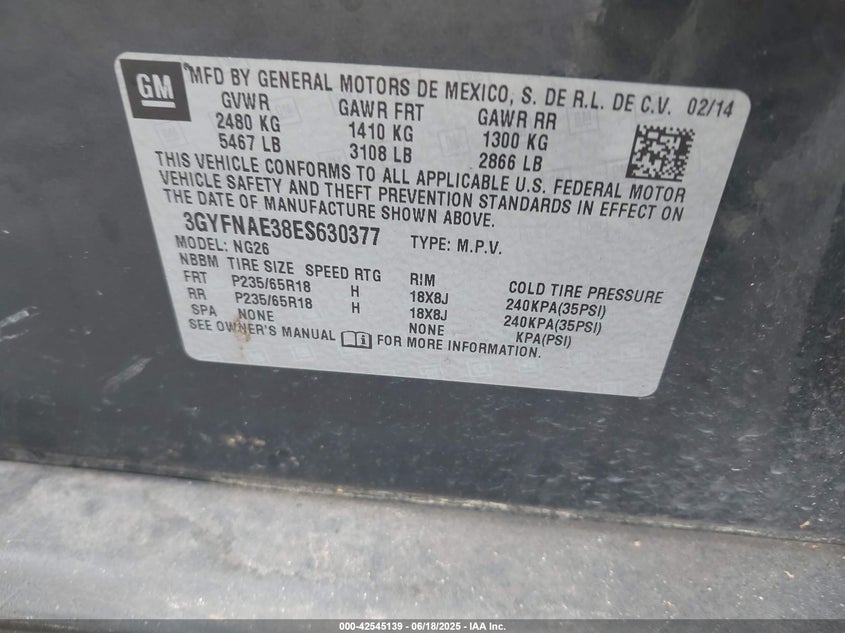 GM
MFD BY GENERAL MOTORS DE MEXICO, S. DE R.L. DE C.V. 02/14
GVWR GAWR FRT GAWR RR
2480 KG 1410 KG 1300 KG
5467 LB 3108 LB 2866 LB
THIS VEHICLE CONFORMS TO ALL APPLICABLE U.S. FEDERAL MOTOR
VEHICLE SAFETY AND THEFT PREVENTION STANDARDS IN EFFECT ON
THE DATE OF MANUFACTURE SHOWN ABOVE.
3GYFNAE38ES630377 TYPE: M.P.V.
MODEL: NG26
NBBM TIRE SIZE SPEED RTG RIM COLD TIRE PRESSURE
FRT P235/65R18 H 18X8J 240KPA(35PSI)
RR P235/65R18 H 18X8J 240KPA(35PSI)
SPA NONE NONE KPA(PSI)
SEE OWNER'S MANUAL FOR MORE INFORMATION.
000-42545139 - 06/18/2025 - IAA Inc.